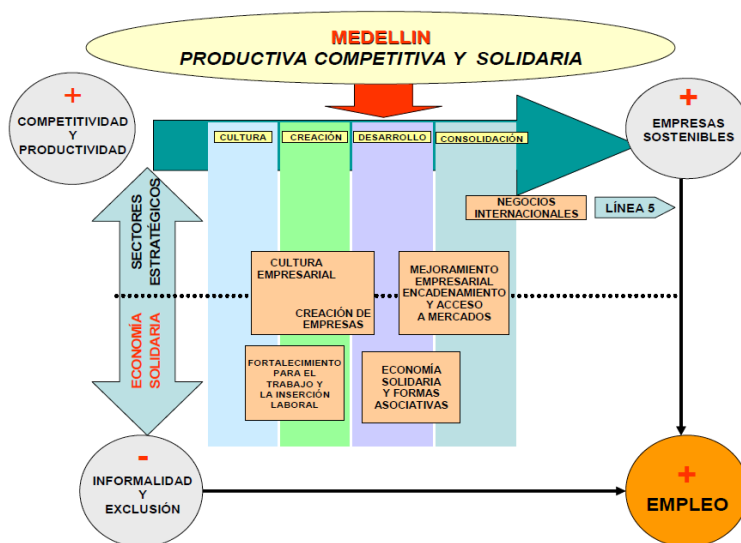 MEDELLIN
PRODUCTIVA COMPETITIVA Y SOLIDARIA
+
COMPETITIVIDAD
Y
PRODUCTIVIDAD
CULTURA
CREACIÓN
DESARROLLO
CONSOLIDACIÓN
+
EMPRESAS
SOSTENIBLES
NEGOCIOS
INTERNACIONALES
LÍNEA 5
SECTORES
ESTRATÉGICOS
ECONOMÍA
SOLIDARIA
CULTURA
EMPRESARIAL
CREACIÓN DE
EMPRESAS
MEJORAMIENTO
EMPRESARIAL
ENCADENAMIENTO
Y ACCESO
A MERCADOS
FORTALECIMIENTO
PARA EL
TRABAJO Y
LA INSERCIÓN
LABORAL
ECONOMÍA
SOLIDARIA
Y FORMAS
ASOCIATIVAS
-
INFORMALIDAD
Y
EXCLUSIÓN
+
EMPLEO